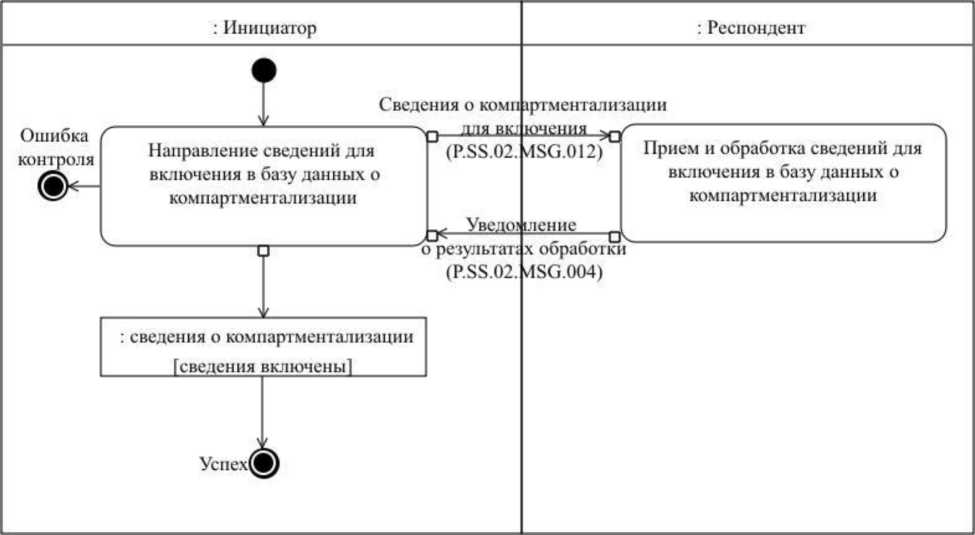 : Инициатор
: Респондент
Сведения о компартментализации
для включения
(P.SS.02.MSG.012)
Ошибка
контроля
Направление сведений для
включения в базу данных о
компартментализации
Прием и обработка сведений для
включения в базу данных о
компартментализации
Уведомление
о результатах обработки
(P.SS.02.MSG.004)
: сведения о компартментализации
[сведения включены]
Успех